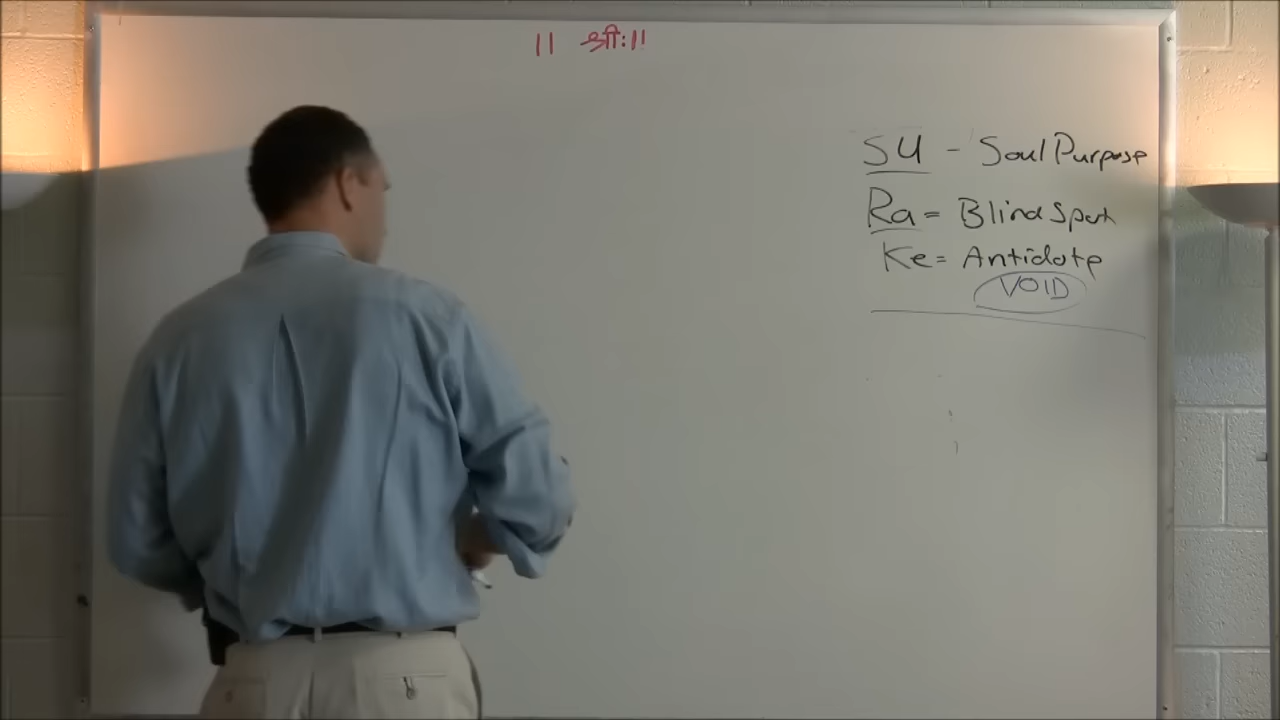 ॥ श्रीः॥
SU - Soul Purpose
Ra = Blind Spot
Ke = Antidote
VOID